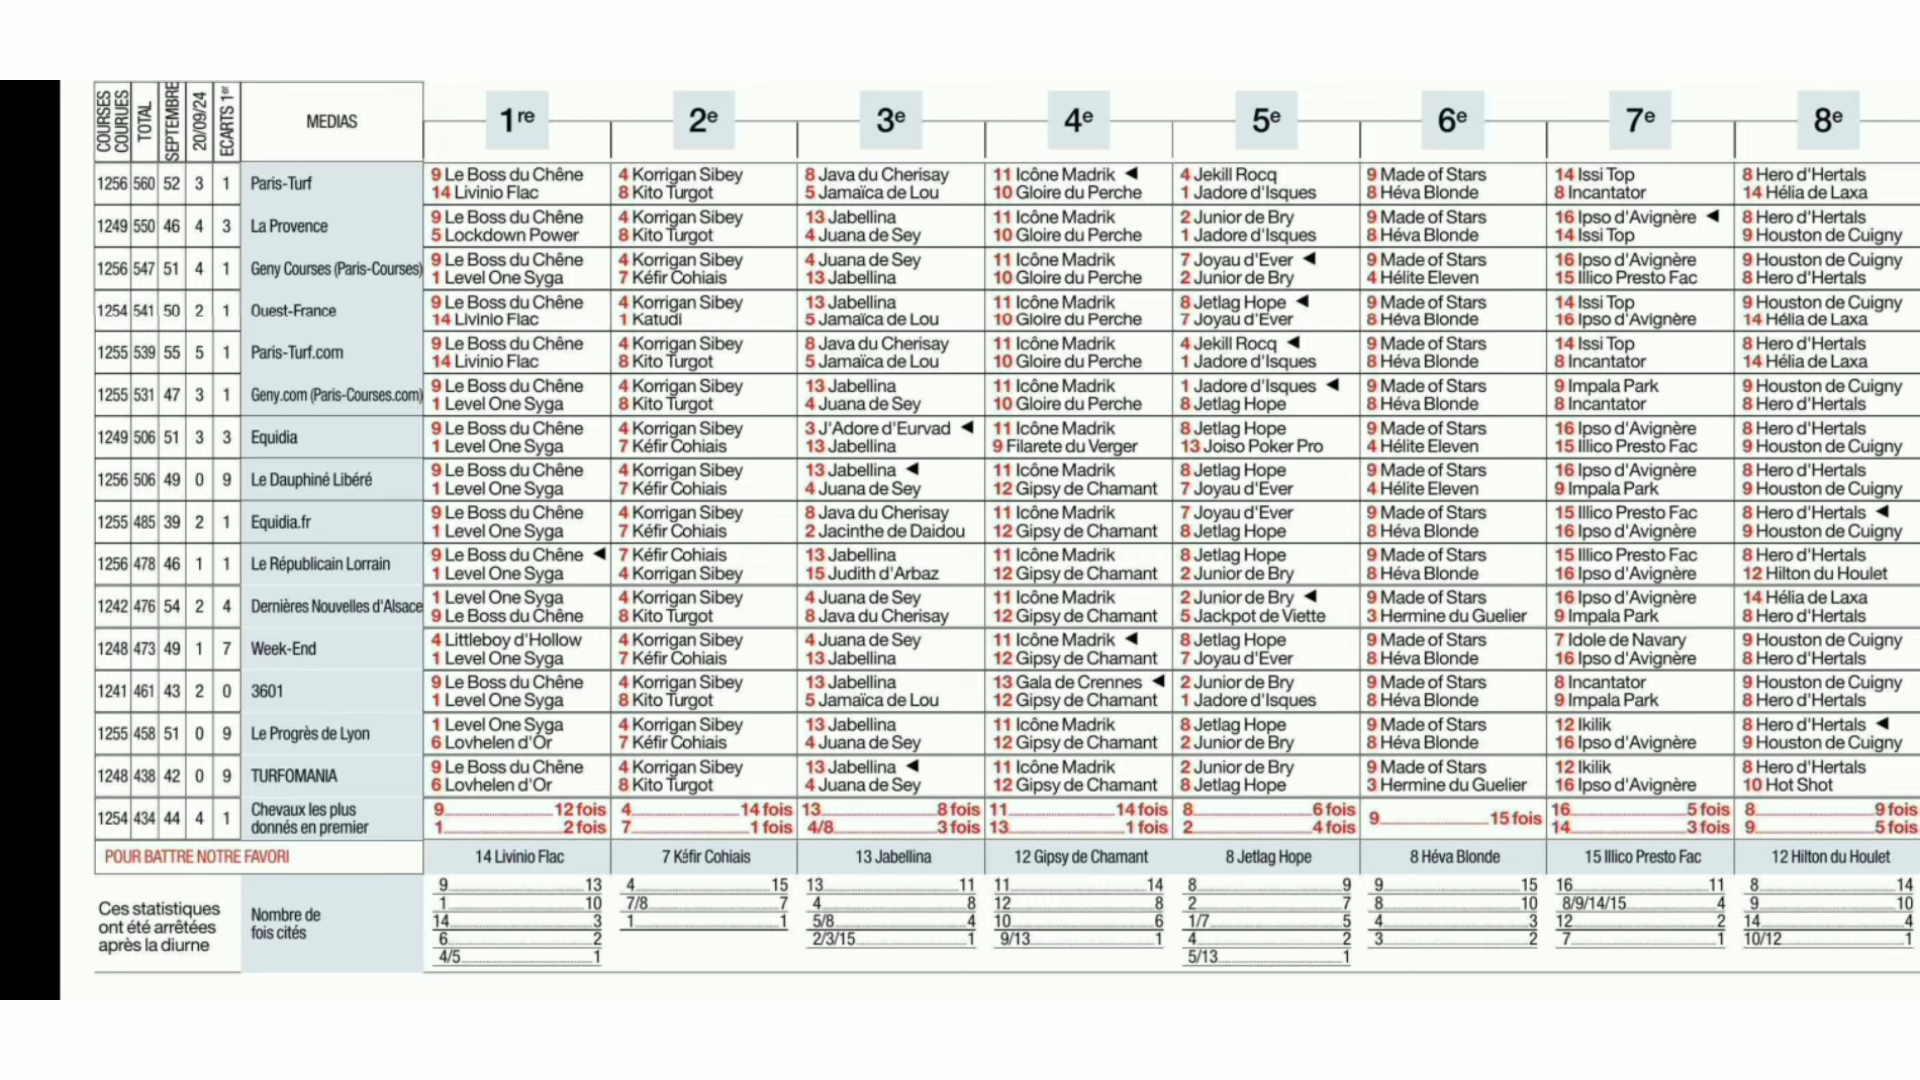 COURSES COURUES TOTAL SEPTEMBRE 20/09/24 ECARTS 1er MEDIAS 1re 2e 3e 4e 5e 6e 7e 8e
1256 560 52 3 1 Paris-Turf
9 Le Boss du Chêne 4 Korrigan Sibey 8 Java du Cherisay 11 Icône Madrik ◄ 4 Jekill Rocq 9 Made of Stars 14 Issi Top 8 Hero d'Hertals
14 Livinio Flac 8 Kito Turgot 5 Jamaïca de Lou 10 Gloire du Perche 1 Jadore d'Isques 8 Héva Blonde 8 Incantator 14 Hélia de Laxa
1249 550 46 4 3 La Provence
9 Le Boss du Chêne 4 Korrigan Sibey 13 Jabellina 11 Icône Madrik 2 Junior de Bry 9 Made of Stars 16 Ipso d'Avignère ◄ 8 Hero d'Hertals
5 Lockdown Power 8 Kito Turgot 4 Juana de Sey 10 Gloire du Perche 1 Jadore d'Isques 8 Héva Blonde 14 Issi Top 9 Houston de Cuigny
1256 547 51 4 1 Geny Courses (Paris-Courses)
9 Le Boss du Chêne 4 Korrigan Sibey 4 Juana de Sey 11 Icône Madrik 7 Joyau d'Ever ◄ 9 Made of Stars 16 Ipso d'Avignère 9 Houston de Cuigny
1 Level One Syga 7 Kéfir Cohiais 13 Jabellina 10 Gloire du Perche 2 Junior de Bry 4 Hélite Eleven 15 Illico Presto Fac 8 Hero d'Hertals
1254 541 50 2 1 Ouest-France
9 Le Boss du Chêne 4 Korrigan Sibey 13 Jabellina 11 Icône Madrik 8 Jetlag Hope ◄ 9 Made of Stars 14 Issi Top 9 Houston de Cuigny
14 Livinio Flac 1 Katudi 5 Jamaïca de Lou 10 Gloire du Perche 7 Joyau d'Ever 8 Héva Blonde 16 Ipso d'Avignère 14 Hélia de Laxa
1255 539 55 5 1 Paris-Turf.com
9 Le Boss du Chêne 4 Korrigan Sibey 8 Java du Cherisay 11 Icône Madrik 4 Jekill Rocq ◄ 9 Made of Stars 14 Issi Top 8 Hero d'Hertals
14 Livinio Flac 8 Kito Turgot 5 Jamaïca de Lou 10 Gloire du Perche 1 Jadore d'Isques 8 Héva Blonde 8 Incantator 14 Hélia de Laxa
1255 531 47 3 1 Geny.com (Paris-Courses.com)
9 Le Boss du Chêne 4 Korrigan Sibey 13 Jabellina 11 Icône Madrik 1 Jadore d'Isques ◄ 9 Made of Stars 9 Impala Park 9 Houston de Cuigny
1 Level One Syga 8 Kito Turgot 4 Juana de Sey 10 Gloire du Perche 8 Jetlag Hope 8 Héva Blonde 8 Incantator 8 Hero d'Hertals
1249 506 51 3 3 Equidia
9 Le Boss du Chêne 4 Korrigan Sibey 3 J'Adore d'Eurvad ◄ 11 Icône Madrik 8 Jetlag Hope 9 Made of Stars 16 Ipso d'Avignère 8 Hero d'Hertals
1 Level One Syga 7 Kéfir Cohiais 13 Jabellina 9 Filarete du Verger 13 Joiso Poker Pro 4 Hélite Eleven 15 Illico Presto Fac 9 Houston de Cuigny
1256 506 49 0 9 Le Dauphiné Libéré
9 Le Boss du Chêne 4 Korrigan Sibey 13 Jabellina ◄ 11 Icône Madrik 8 Jetlag Hope 9 Made of Stars 16 Ipso d'Avignère 8 Hero d'Hertals
1 Level One Syga 7 Kéfir Cohiais 4 Juana de Sey 12 Gipsy de Chamant 7 Joyau d'Ever 4 Hélite Eleven 9 Impala Park 9 Houston de Cuigny
1255 485 39 2 1 Equidia.fr
9 Le Boss du Chêne 4 Korrigan Sibey 8 Java du Cherisay 11 Icône Madrik 7 Joyau d'Ever 9 Made of Stars 15 Illico Presto Fac 8 Hero d'Hertals ◄
1 Level One Syga 7 Kéfir Cohiais 2 Jacinthe de Daidou 12 Gipsy de Chamant 8 Jetlag Hope 8 Héva Blonde 16 Ipso d'Avignère 9 Houston de Cuigny
1256 478 46 1 1 Le Républicain Lorrain
9 Le Boss du Chêne ◄ 7 Kéfir Cohiais 13 Jabellina 11 Icône Madrik 8 Jetlag Hope 9 Made of Stars 15 Illico Presto Fac 8 Hero d'Hertals
1 Level One Syga 4 Korrigan Sibey 15 Judith d'Arbaz 12 Gipsy de Chamant 2 Junior de Bry 8 Héva Blonde 16 Ipso d'Avignère 12 Hilton du Houlet
1242 476 54 2 4 Dernières Nouvelles d'Alsace
1 Level One Syga 4 Korrigan Sibey 4 Juana de Sey 11 Icône Madrik 2 Junior de Bry ◄ 9 Made of Stars 16 Ipso d'Avignère 14 Hélia de Laxa
9 Le Boss du Chêne 8 Kito Turgot 8 Java du Cherisay 12 Gipsy de Chamant 5 Jackpot de Viette 3 Hermine du Guelier 9 Impala Park 8 Hero d'Hertals
1248 473 49 1 7 Week-End
4 Littleboy d'Hollow 4 Korrigan Sibey 4 Juana de Sey 11 Icône Madrik ◄ 8 Jetlag Hope 9 Made of Stars 7 Idole de Navary 9 Houston de Cuigny
1 Level One Syga 7 Kéfir Cohiais 13 Jabellina 12 Gipsy de Chamant 7 Joyau d'Ever 8 Héva Blonde 16 Ipso d'Avignère 8 Hero d'Hertals
1241 461 43 2 0 3601
9 Le Boss du Chêne 4 Korrigan Sibey 13 Jabellina 13 Gala de Crennes ◄ 2 Junior de Bry 9 Made of Stars 8 Incantator 9 Houston de Cuigny
1 Level One Syga 8 Kito Turgot 5 Jamaïca de Lou 12 Gipsy de Chamant 1 Jadore d'Isques 8 Héva Blonde 9 Impala Park 8 Hero d'Hertals
1255 458 51 0 9 Le Progrès de Lyon
1 Level One Syga 4 Korrigan Sibey 13 Jabellina 11 Icône Madrik 8 Jetlag Hope 9 Made of Stars 12 Ikilik 8 Hero d'Hertals ◄
6 Lovhelen d'Or 7 Kéfir Cohiais 4 Juana de Sey 12 Gipsy de Chamant 2 Junior de Bry 8 Héva Blonde 16 Ipso d'Avignère 9 Houston de Cuigny
1248 438 42 0 9 TURFOMANIA
9 Le Boss du Chêne 4 Korrigan Sibey 13 Jabellina ◄ 11 Icône Madrik 2 Junior de Bry 9 Made of Stars 12 Ikilik 8 Hero d'Hertals
6 Lovhelen d'Or 8 Kito Turgot 4 Juana de Sey 12 Gipsy de Chamant 8 Jetlag Hope 3 Hermine du Guelier 16 Ipso d'Avignère 10 Hot Shot
1254 434 44 4 1 Chevaux les plus donnés en premier
9 12 fois 4 14 fois 13 8 fois 11 14 fois 8 6 fois 9 15 fois 16 5 fois 8 9 fois
1 2 fois 7 1 fois 4/8 3 fois 13 1 fois 2 4 fois 14 3 fois 9 5 fois
POUR BATTRE NOTRE FAVORI 14 Livinio Flac 7 Kéfir Cohiais 13 Jabellina 12 Gipsy de Chamant 8 Jetlag Hope 8 Héva Blonde 15 Illico Presto Fac 12 Hilton du Houlet
Ces statistiques
ont été arrêtées
après la diurne
Nombre de
fois cités
9 13 4 15 13 11 11 14 8 9 9 15 16 11 8 14
1 10 7/8 7 4 8 12 8 2 7 8 10 8/9/14/15 4 9 10
14 3 1 1 5/8 4 10 6 1/7 5 4 3 12 2 14 4
6 2 2/3/15 1 9/13 1 4 2 3 2 7 1 10/12 1
4/5 1 5/13 1